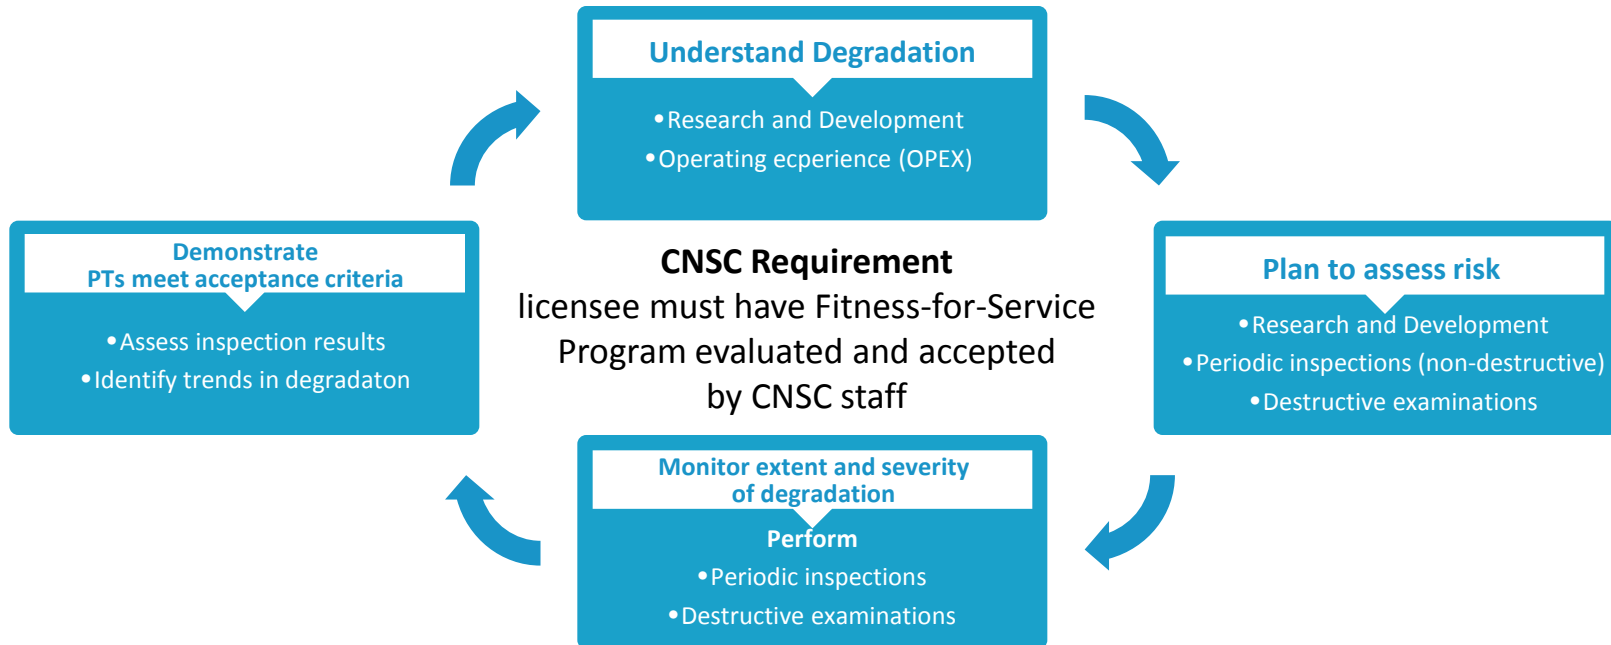 Understand Degradation
•Research and Development
•Operating ecperience (OPEX)
Demonstrate
PTs meet acceptance criteria
•Assess inspection results
•Identify trends in degradaton
CNSC Requirement
licensee must have Fitness-for-Service
Program evaluated and accepted
by CNSC staff
Plan to assess risk
•Research and Development
•Periodic inspections (non-destructive)
•Destructive examinations
Monitor extent and severity
of degradation
Perform
•Periodic inspections
•Destructive examinations